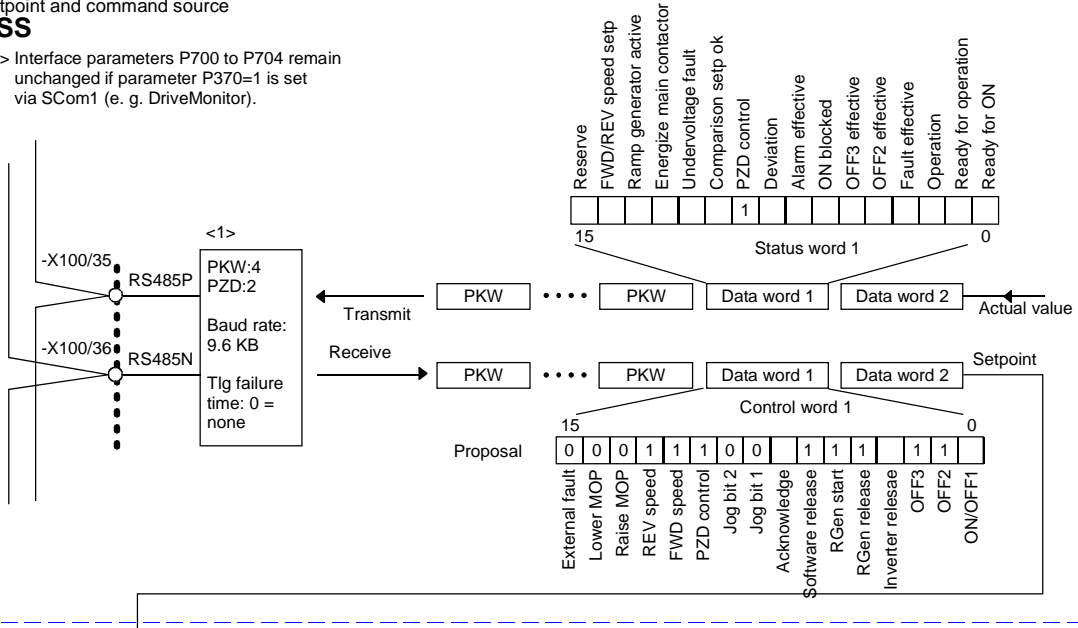 tpoint and command source
SS
> Interface parameters P700 to P704 remain
unchanged if parameter P370=1 is set
via SCom1 (e. g. DriveMonitor).
Reserve
FWD/REV speed setp
Ramp generator active
Energize main contactor
Undervoltage fault
Comparison setp ok
PZD control
Deviation
Alarm effective
ON blocked
OFF3 effective
OFF2 effective
Fault effective
Operation
Ready for operation
Ready for ON
1
15
0
Status word 1
<1>
-X100/35
RS485P
-X100/36
RS485N
PKW:4
PZD:2
Baud rate:
9.6 KB
Tlg failure
time: 0 =
none
Transmit
PKW
PKW
Data word 1
Data word 2
Actual value
Receive
PKW
PKW
Data word 1
Data word 2
Setpoint
Control word 1
15
0
Proposal
0 0 0 1 1 1 0 0 1 1 1 1 1
External fault
Lower MOP
Raise MOP
REV speed
FWD speed
PZD control
Jog bit 2
Jog bit 1
Acknowledge
Software release
RGen start
RGen release
Inverter relesae
OFF3
OFF2
ON/OFF1